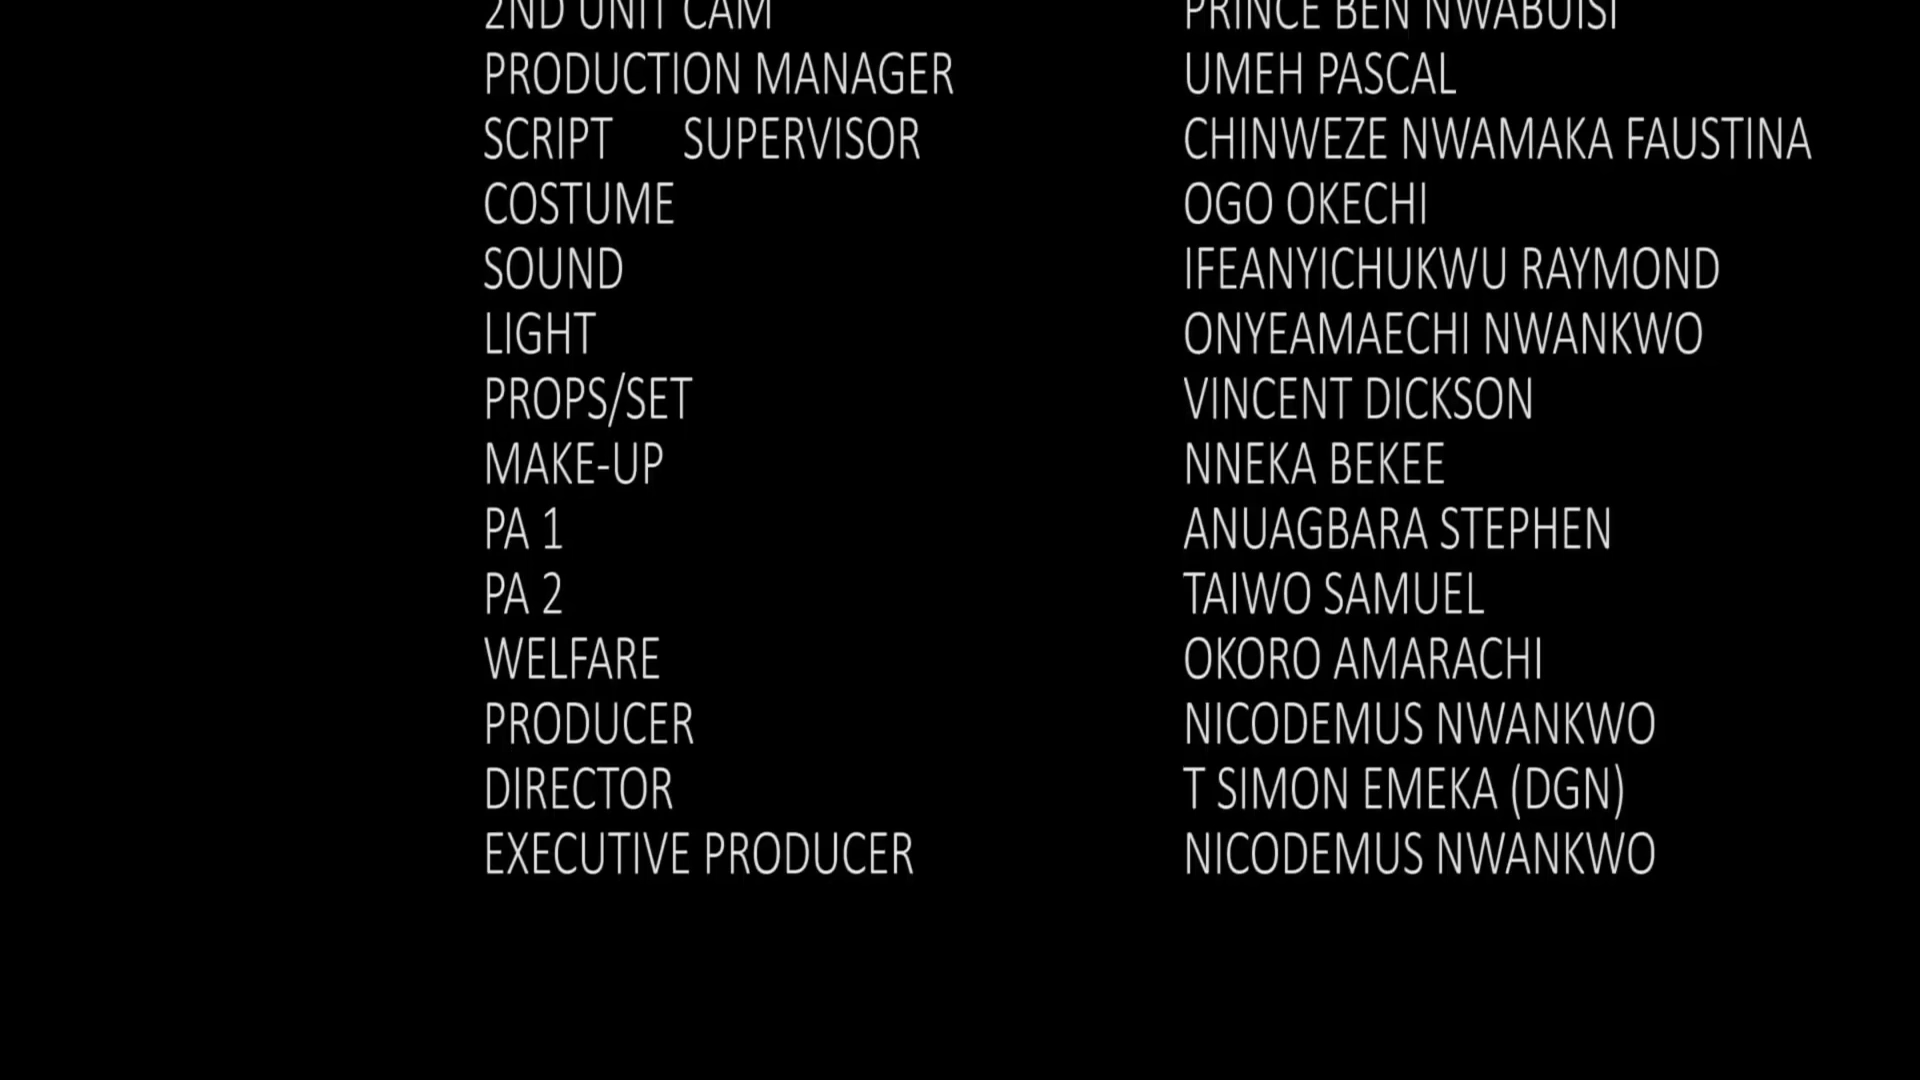 2ND UNIT CAM PRINCE BEN NWABUISI
PRODUCTION MANAGER UMEH PASCAL
SCRIPT SUPERVISOR CHINWEZE NWAMAKA FAUSTINA
COSTUME OGO OKECHI
SOUND IFEANYICHUKWU RAYMOND
LIGHT ONYEAMAECHI NWANKWO
PROPS/SET VINCENT DICKSON
MAKE-UP NNEKA BEKEE
PA 1 ANUAGBARA STEPHEN
PA 2 TAIWO SAMUEL
WELFARE OKORO AMARACHI
PRODUCER NICODEMUS NWANKWO
DIRECTOR T SIMON EMEKA (DGN)
EXECUTIVE PRODUCER NICODEMUS NWANKWO